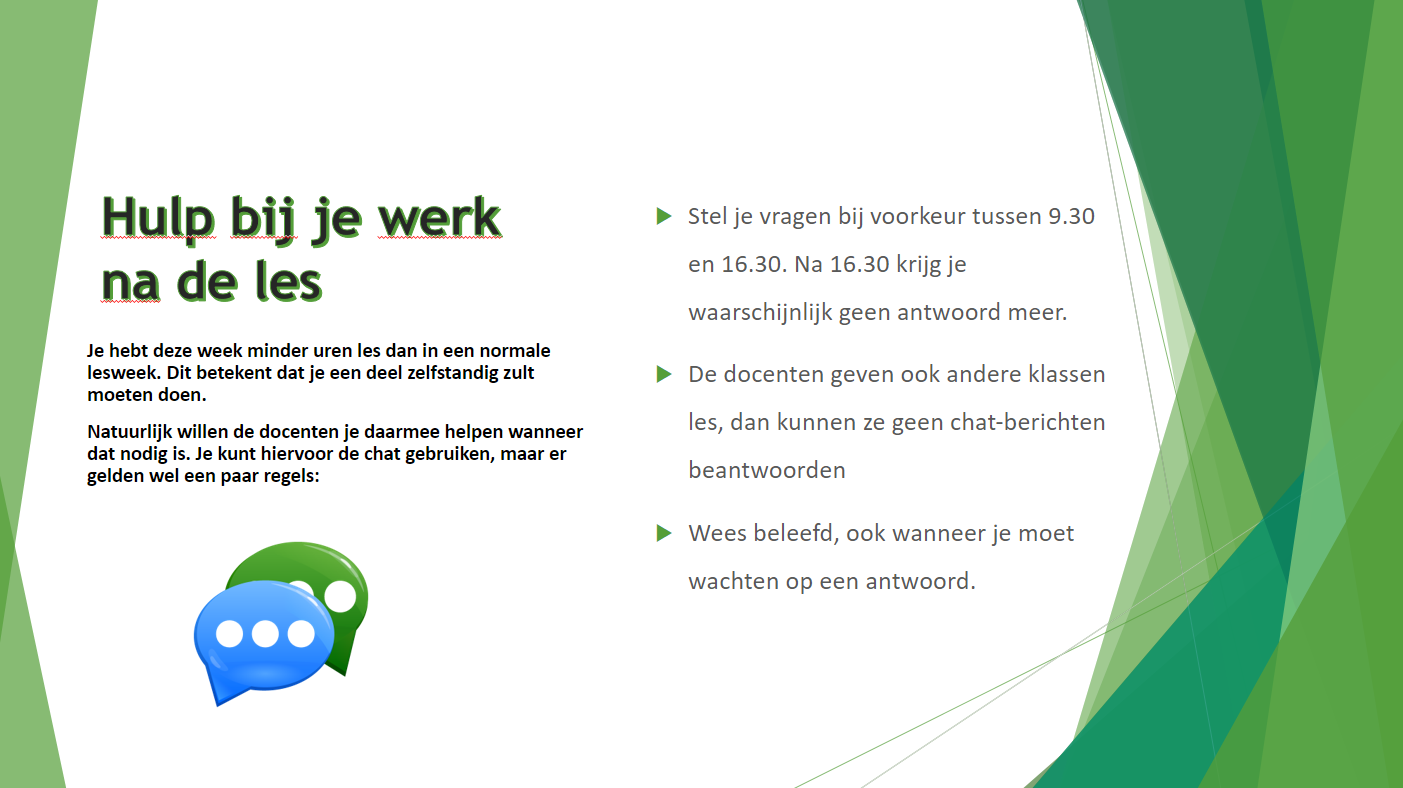 Hulp bij je werk
na de les
Je hebt deze week minder uren les dan in een normale
lesweek. Dit betekent dat je een deel zelfstandig zult
moeten doen.
Natuurlijk willen de docenten je daarmee helpen wanneer
dat nodig is. Je kunt hiervoor de chat gebruiken, maar er
gelden wel een paar regels:
Stel je vragen bij voorkeur tussen 9.30
en 16.30. Na 16.30 krijg je
waarschijnlijk geen antwoord meer.
De docenten geven ook andere klassen
les, dan kunnen ze geen chat-berichten
beantwoorden
Wees beleefd, ook wanneer je moet
wachten op een antwoord.